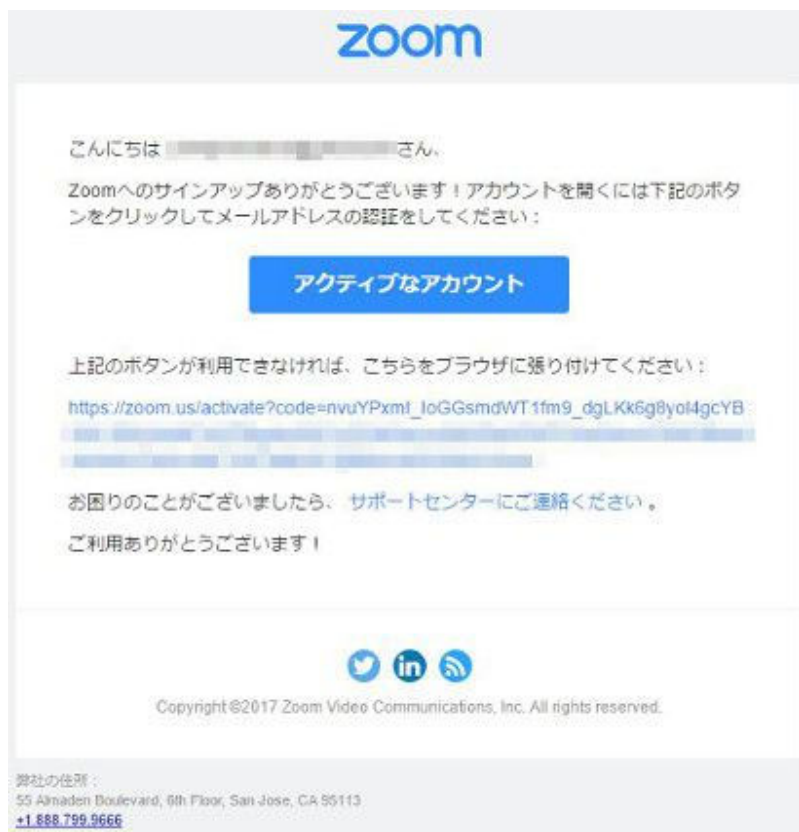 zoom
こんにちは さん、
Zoomへのサインアップありがとうございます！アカウントを開くには下記のボタ
ンをクリックしてメールアドレスの認証をしてください：
アクティブなアカウント
上記のボタンが利用できなければ、こちらをブラウザに張り付けてください：
https://zoom.us/activate?code=nvuYPxmI_IoGGsmdWT1fm9_dgLKk6g8yol4gcYB
お困りのことがございましたら、 サポートセンターにご連絡ください 。
ご利用ありがとうございます！
in
Copyright ©2017 Zoom Video Communications, Inc. All rights reserved.
弊社の住所：
55 Almaden Boulevard, 6th Floor, San Jose, CA 95113
+1.888.799.9666